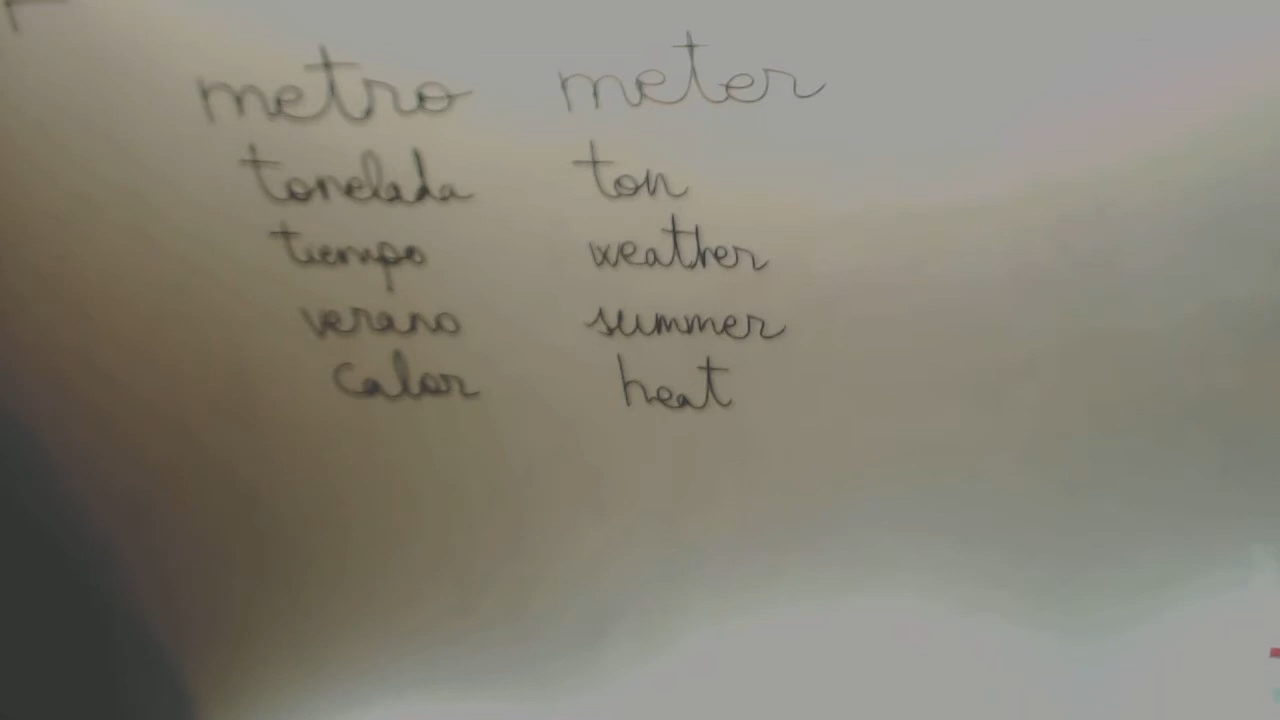 metro meter
tonelada ton
tiempo weather
verano summer
calor heat